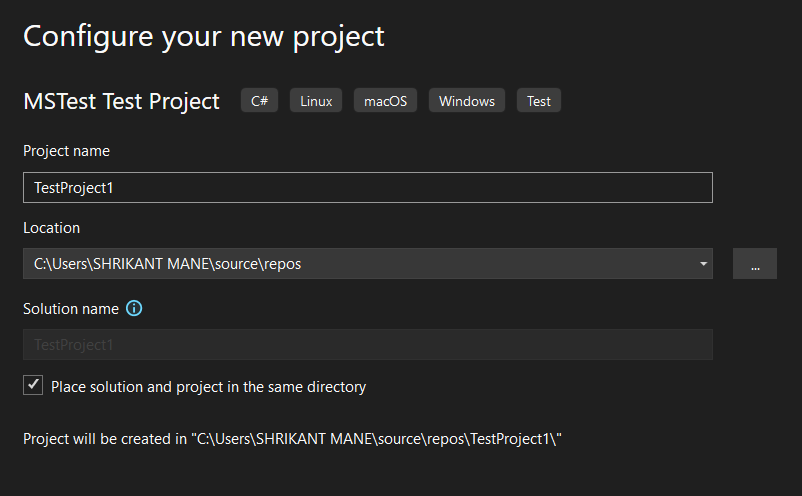 Configure your new project
MSTest Test Project C# Linux macOS Windows Test
Project name
TestProject1
Location
C:\Users\SHRIKANT MANE\source\repos
...
Solution name
TestProject1
Place solution and project in the same directory
Project will be created in "C:\Users\SHRIKANT MANE\source\repos\TestProject1\"